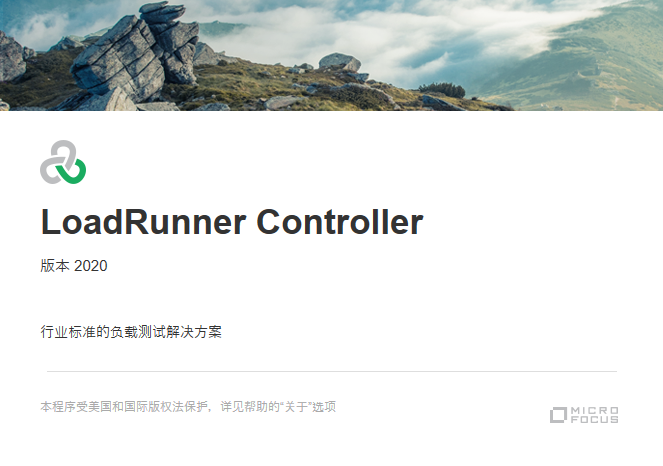 LoadRunner Controller
版本 2020
行业标准的负载测试解决方案
本程序受美国和国际版权法保护，详见帮助的“关于”选项
MICRO
FOCUS